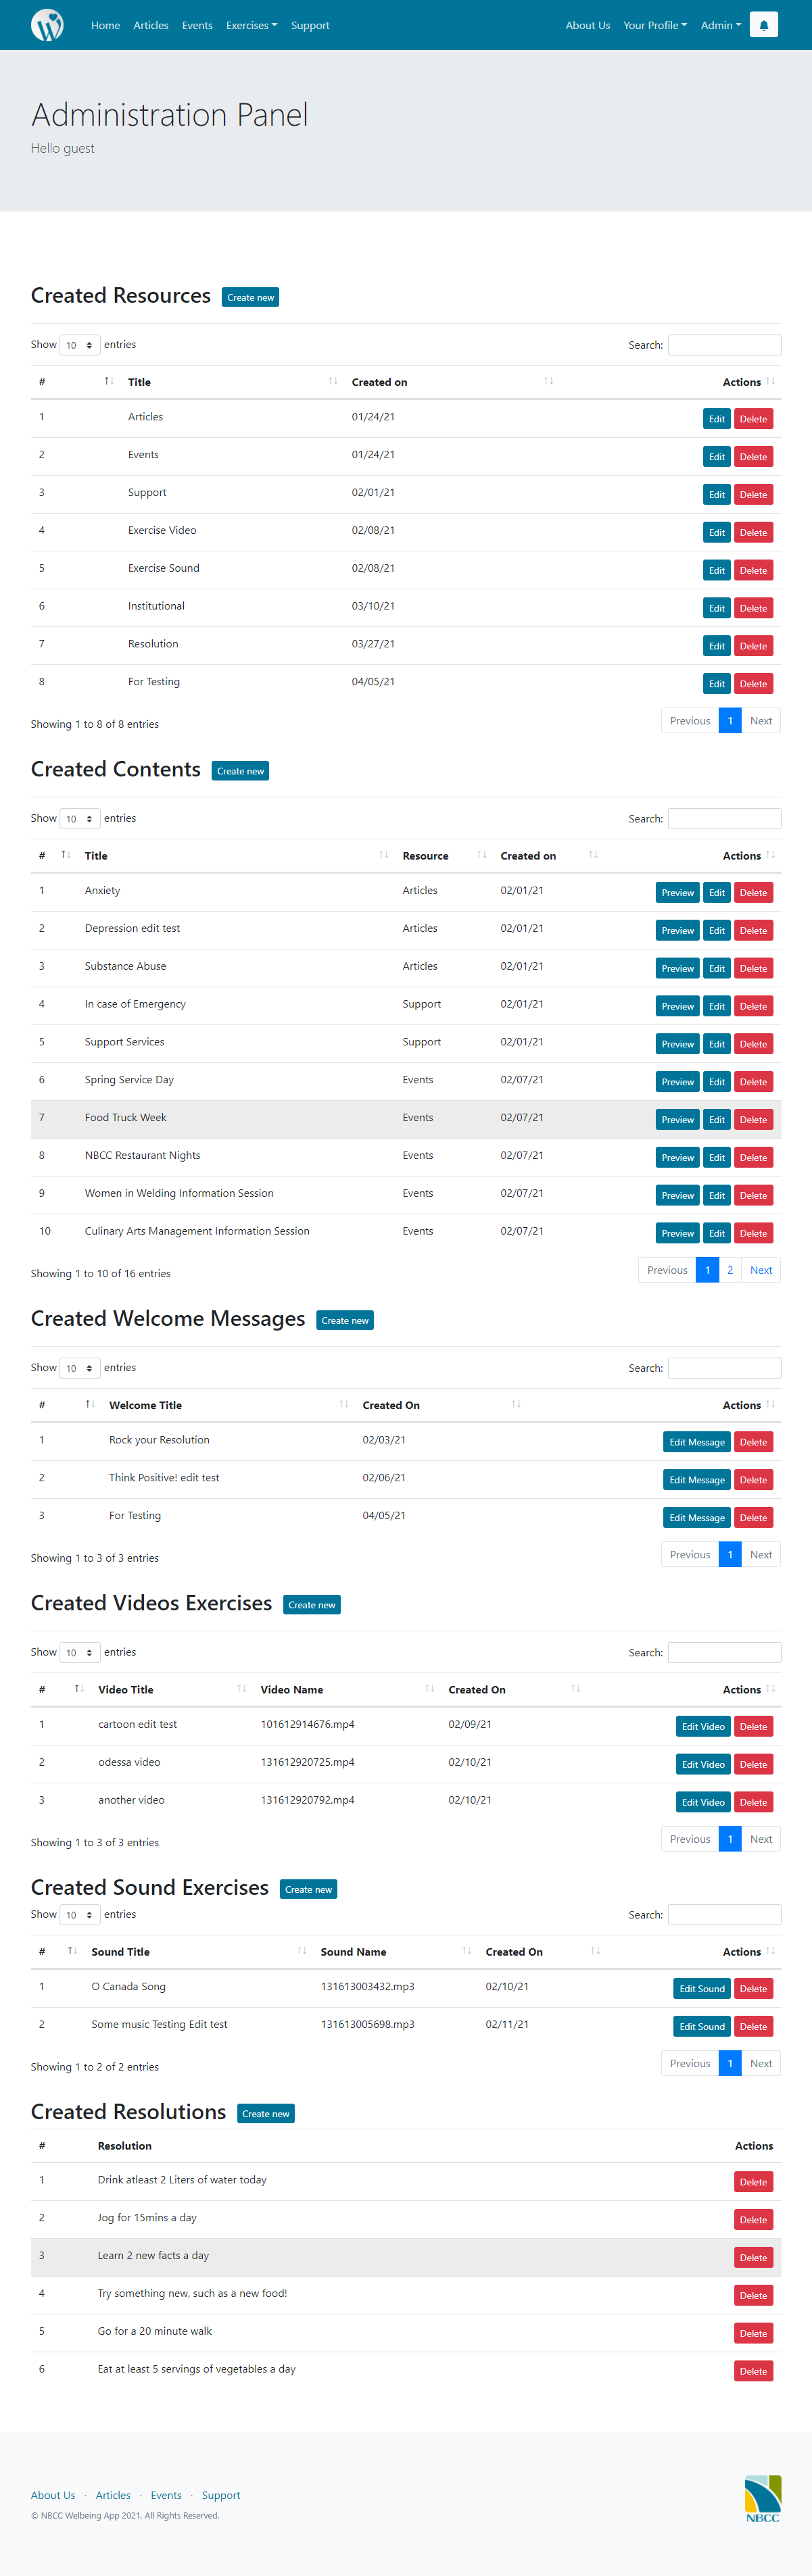 Home Articles Events Exercises Support About Us Your Profile Admin
Administration Panel
Hello guest
Created Resources Create new
Show 10 entries Search:
# Title Created on Actions
1 Articles 01/24/21 Edit Delete
2 Events 01/24/21 Edit Delete
3 Support 02/01/21 Edit Delete
4 Exercise Video 02/08/21 Edit Delete
5 Exercise Sound 02/08/21 Edit Delete
6 Institutional 03/10/21 Edit Delete
7 Resolution 03/27/21 Edit Delete
8 For Testing 04/05/21 Edit Delete
Showing 1 to 8 of 8 entries Previous 1 Next
Created Contents Create new
Show 10 entries Search:
# Title Resource Created on Actions
1 Anxiety Articles 02/01/21 Preview Edit Delete
2 Depression edit test Articles 02/01/21 Preview Edit Delete
3 Substance Abuse Articles 02/01/21 Preview Edit Delete
4 In case of Emergency Support 02/01/21 Preview Edit Delete
5 Support Services Support 02/01/21 Preview Edit Delete
6 Spring Service Day Events 02/07/21 Preview Edit Delete
7 Food Truck Week Events 02/07/21 Preview Edit Delete
8 NBCC Restaurant Nights Events 02/07/21 Preview Edit Delete
9 Women in Welding Information Session Events 02/07/21 Preview Edit Delete
10 Culinary Arts Management Information Session Events 02/07/21 Preview Edit Delete
Showing 1 to 10 of 16 entries Previous 1 2 Next
Created Welcome Messages Create new
Show 10 entries Search:
# Welcome Title Created On Actions
1 Rock your Resolution 02/03/21 Edit Message Delete
2 Think Positive! edit test 02/06/21 Edit Message Delete
3 For Testing 04/05/21 Edit Message Delete
Showing 1 to 3 of 3 entries Previous 1 Next
Created Videos Exercises Create new
Show 10 entries Search:
# Video Title Video Name Created On Actions
1 cartoon edit test 101612914676.mp4 02/09/21 Edit Video Delete
2 odessa video 131612920725.mp4 02/10/21 Edit Video Delete
3 another video 131612920792.mp4 02/10/21 Edit Video Delete
Showing 1 to 3 of 3 entries Previous 1 Next
Created Sound Exercises Create new
Show 10 entries Search:
# Sound Title Sound Name Created On Actions
1 O Canada Song 131613003432.mp3 02/10/21 Edit Sound Delete
2 Some music Testing Edit test 131613005698.mp3 02/11/21 Edit Sound Delete
Showing 1 to 2 of 2 entries Previous 1 Next
Created Resolutions Create new
# Resolution Actions
1 Drink atleast 2 Liters of water today Delete
2 Jog for 15mins a day Delete
3 Learn 2 new facts a day Delete
4 Try something new, such as a new food! Delete
5 Go for a 20 minute walk Delete
6 Eat at least 5 servings of vegetables a day Delete
About Us · Articles · Events · Support
© NBCC Welbeing App 2021. All Rights Reserved.
NBCC